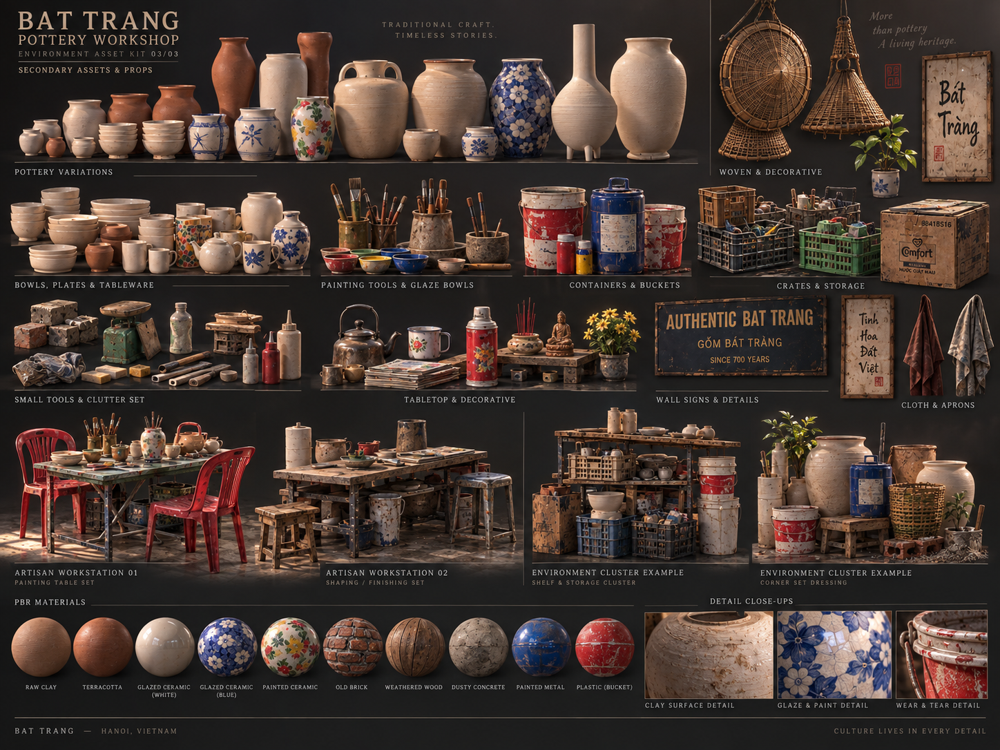 BAT TRANG
POTTERY WORKSHOP
ENVIRONMENT ASSET KIT 03/03
SECONDARY ASSETS & PROPS
TRADITIONAL CRAFT.
TIMELESS STORIES.
More
than pottery
A living heritage.
Bát
Tràng
POTTERY VARIATIONS
WOVEN & DECORATIVE
88A18S16
Comfort
NƯỚC GIẶT HAU
BOWLS, PLATES & TABLEWARE
PAINTING TOOLS & GLAZE BOWLS
CONTAINERS & BUCKETS
CRATES & STORAGE
AUTHENTIC BAT TRANG
GỐM BÁT TRÀNG
SINCE 700 YEARS
Tinh
Hoa
Đất
Việt
SMALL TOOLS & CLUTTER SET
TABLETOP & DECORATIVE
WALL SIGNS & DETAILS
CLOTH & APRONS
ARTISAN WORKSTATION 01
PAINTING TABLE SET
ARTISAN WORKSTATION 02
SHAPING / FINISHING SET
ENVIRONMENT CLUSTER EXAMPLE
SHELF & STORAGE CLUSTER
ENVIRONMENT CLUSTER EXAMPLE
CORNER SET DRESSING
PBR MATERIALS
DETAIL CLOSE-UPS
RAW CLAY
TERRACOTTA
GLAZED CERAMIC
(WHITE)
GLAZED CERAMIC
(BLUE)
PAINTED CERAMIC
OLD BRICK
WEATHERED WOOD
DUSTY CONCRETE
PAINTED METAL
PLASTIC (BUCKET)
CLAY SURFACE DETAIL
GLAZE & PAINT DETAIL
WEAR & TEAR DETAIL
BAT TRANG — HANOI, VIETNAM
CULTURE LIVES IN EVERY DETAIL